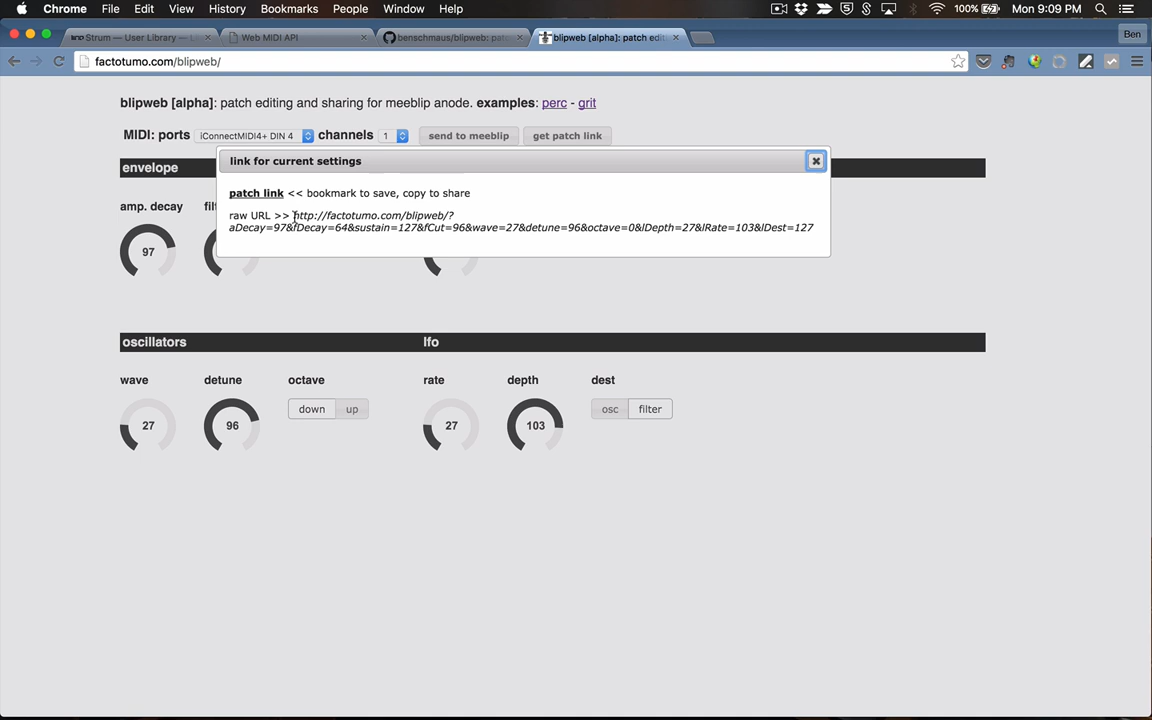 Chrome File Edit View History Bookmarks People Window Help 100% Mon 9:09 PM
Strum — User Library — Web MIDI API benschmaus/blipweb: pat blipweb [alpha]: patch edi Ben
factotumo.com/blipweb/
blipweb [alpha]: patch editing and sharing for meeblip anode. examples: perc - grit
MIDI: ports iConnectMIDI4+ DIN 4 channels 1 send to meeblip get patch link
link for current settings
envelope
patch link << bookmark to save, copy to share
raw URL >> http://factotumo.com/blipweb/?
aDecay=97&fDecay=64&sustain=127&fCut=96&wave=27&detune=96&octave=0&lDepth=27&lRate=103&lDest=127
amp. decay
97
oscillators lfo
wave detune octave rate depth dest
down up osc filter
27 96 27 103